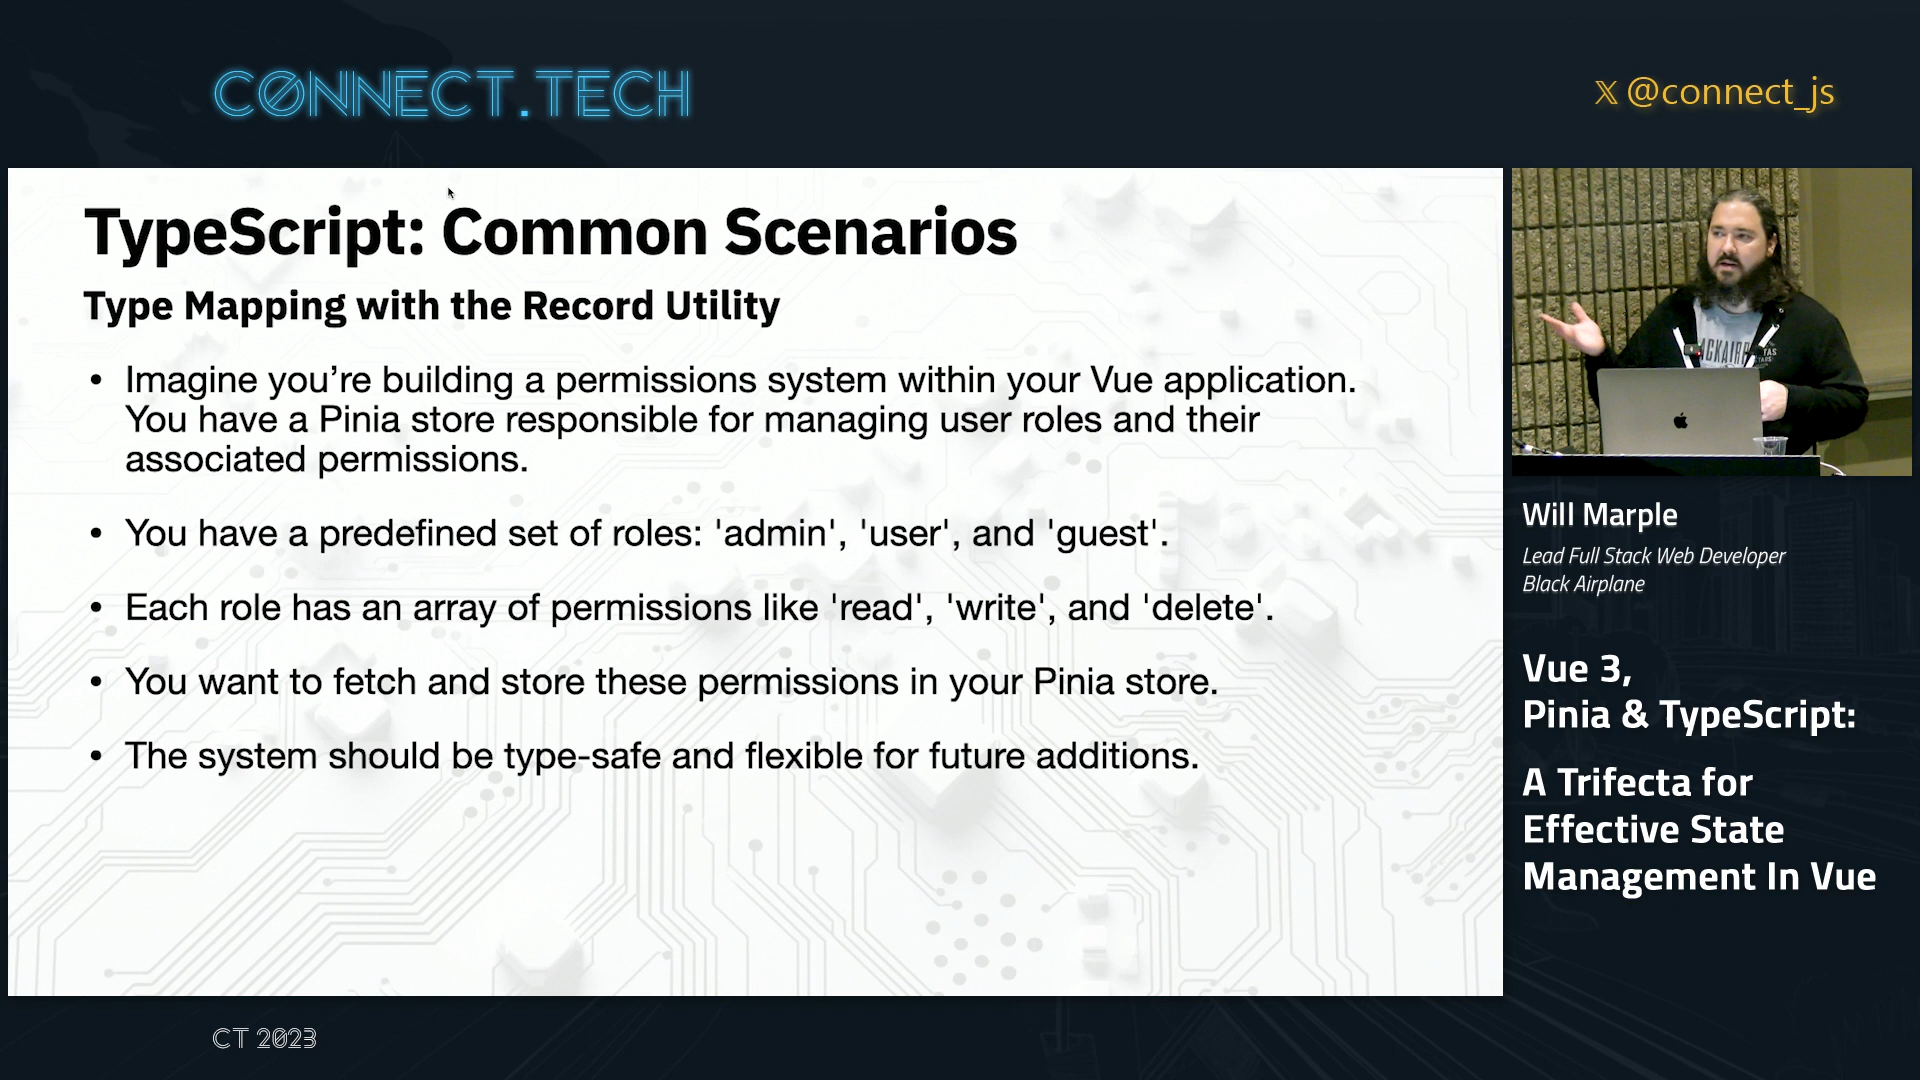 CONNECT.TECH
𝕏 @connect_js
TypeScript: Common Scenarios
Type Mapping with the Record Utility
• Imagine you’re building a permissions system within your Vue application.
You have a Pinia store responsible for managing user roles and their
associated permissions.
• You have a predefined set of roles: 'admin', 'user', and 'guest'.
• Each role has an array of permissions like 'read', 'write', and 'delete'.
• You want to fetch and store these permissions in your Pinia store.
• The system should be type-safe and flexible for future additions.
Will Marple
Lead Full Stack Web Developer
Black Airplane
Vue 3,
Pinia & TypeScript:
A Trifecta for
Effective State
Management In Vue
CT 2023